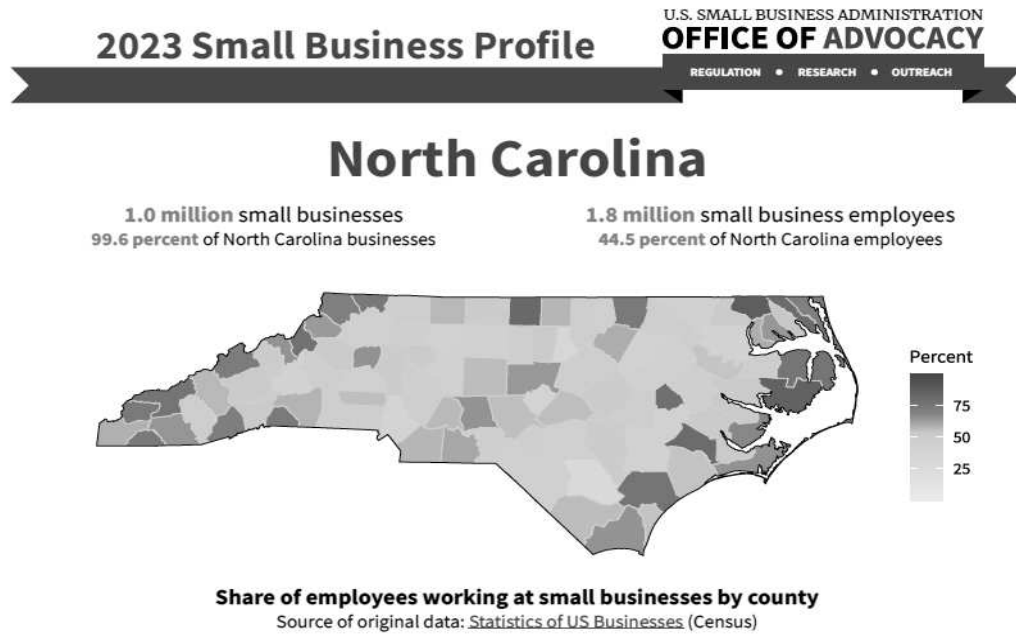 2023 Small Business Profile
U.S. SMALL BUSINESS ADMINISTRATION
OFFICE OF ADVOCACY
REGULATION • RESEARCH • OUTREACH
North Carolina
1.0 million small businesses
99.6 percent of North Carolina businesses
1.8 million small business employees
44.5 percent of North Carolina employees
Percent
75
50
25
Share of employees working at small businesses by county
Source of original data: Statistics of US Businesses (Census)